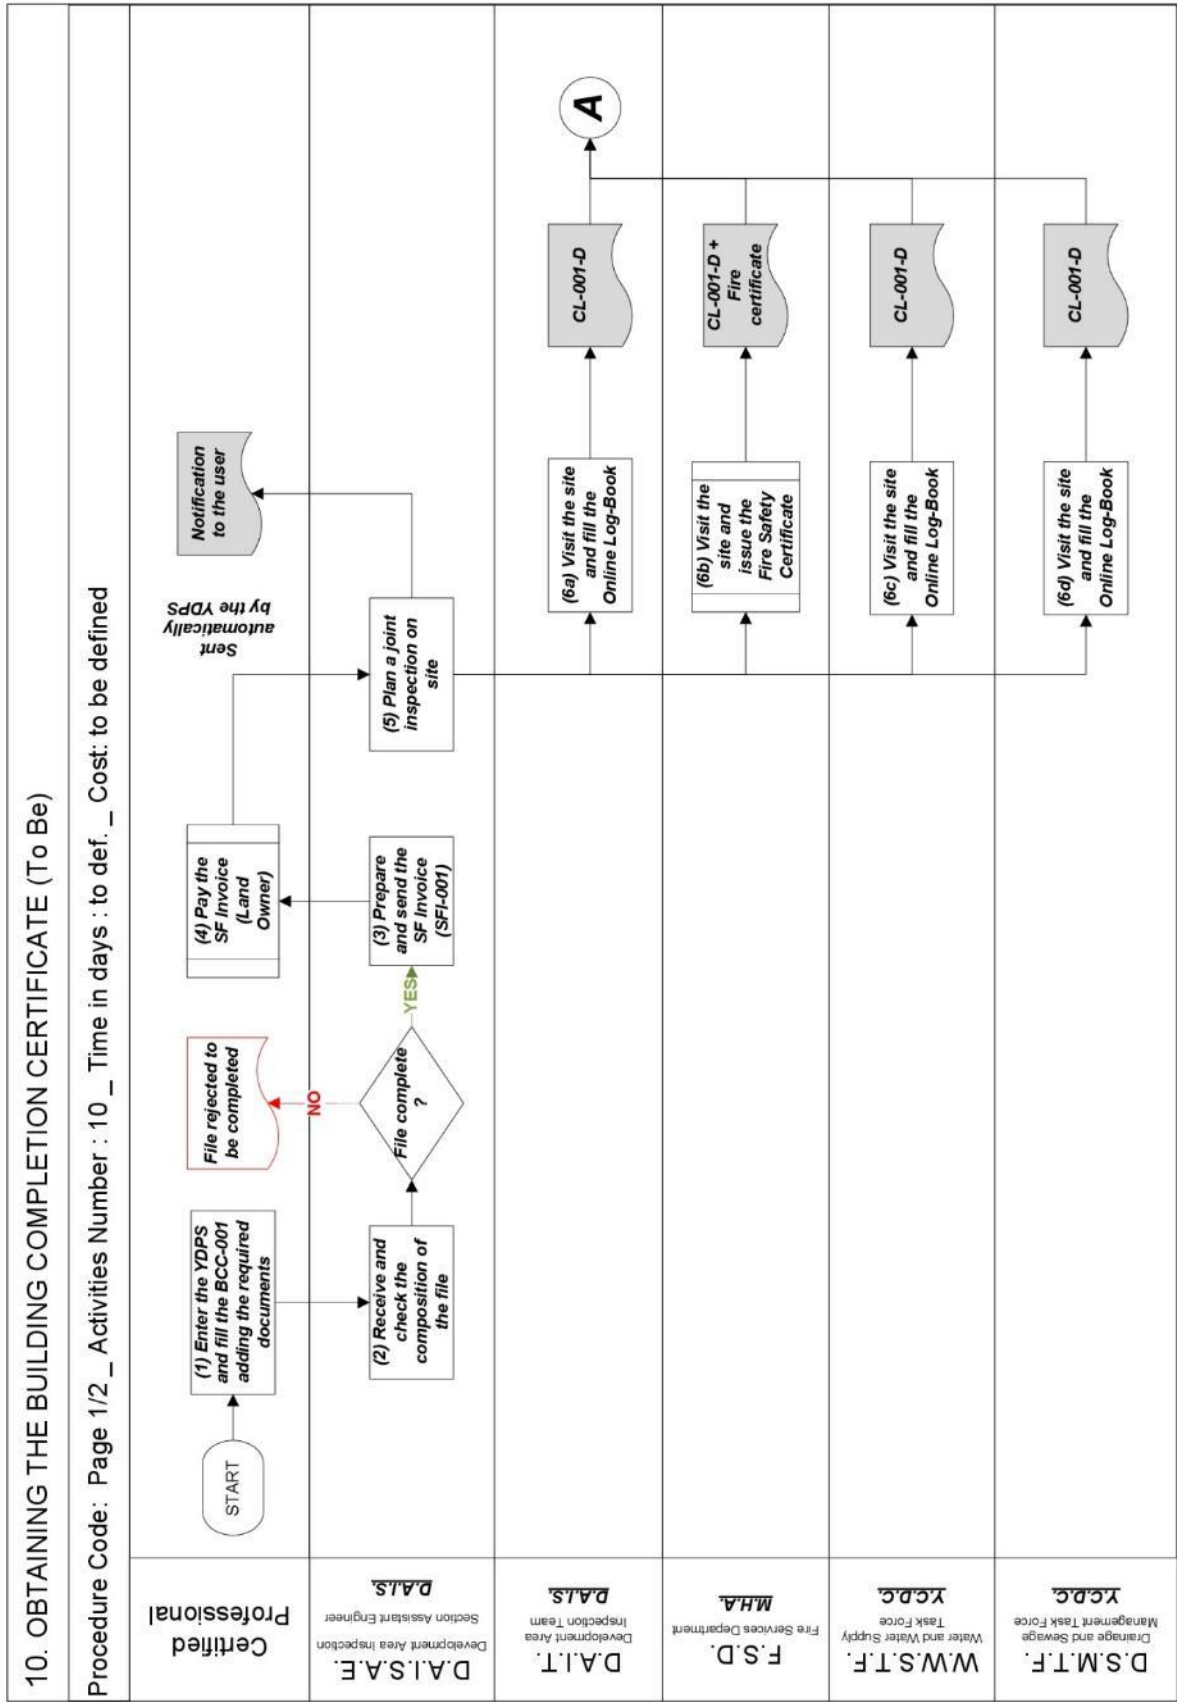 10. OBTAINING THE BUILDING COMPLETION CERTIFICATE (To Be)
Procedure Code: Page 1/2 _ Activities Number : 10 _ Time in days : to def. _ Cost: to be defined
Certified
Professional
START
(1) Enter the YDPS
and fill the BCC-001
adding the required
documents
File rejected to
be completed
(4) Pay the
SF Invoice
(Land
Owner)
Sent
automatically
by the YDPS
Notification
to the user
D.A.I.S.A.E.
Development Area Inspection
Section Assistant Engineer
D.A.I.S.
(2) Receive and
check the
composition of
the file
File complete
?
NO
YES
(3) Prepare
and send the
SF Invoice
(SFI-001)
(5) Plan a joint
inspection on
site
D.A.I.T.
Development Area
Inspection Team
D.A.I.S.
(6a) Visit the site
and fill the
Online Log-Book
CL-001-D
A
F.S.D.
Fire Services Department
M.H.A.
(6b) Visit the
site and
issue the
Fire Safety
Certificate
CL-001-D +
Fire
certificate
W.W.S.T.F.
Water and Water Supply
Task Force
Y.C.D.C.
(6c) Visit the site
and fill the
Online Log-Book
CL-001-D
D.S.M.T.F.
Drainage and Sewage
Management Task Force
Y.C.D.C.
(6d) Visit the site
and fill the
Online Log-Book
CL-001-D